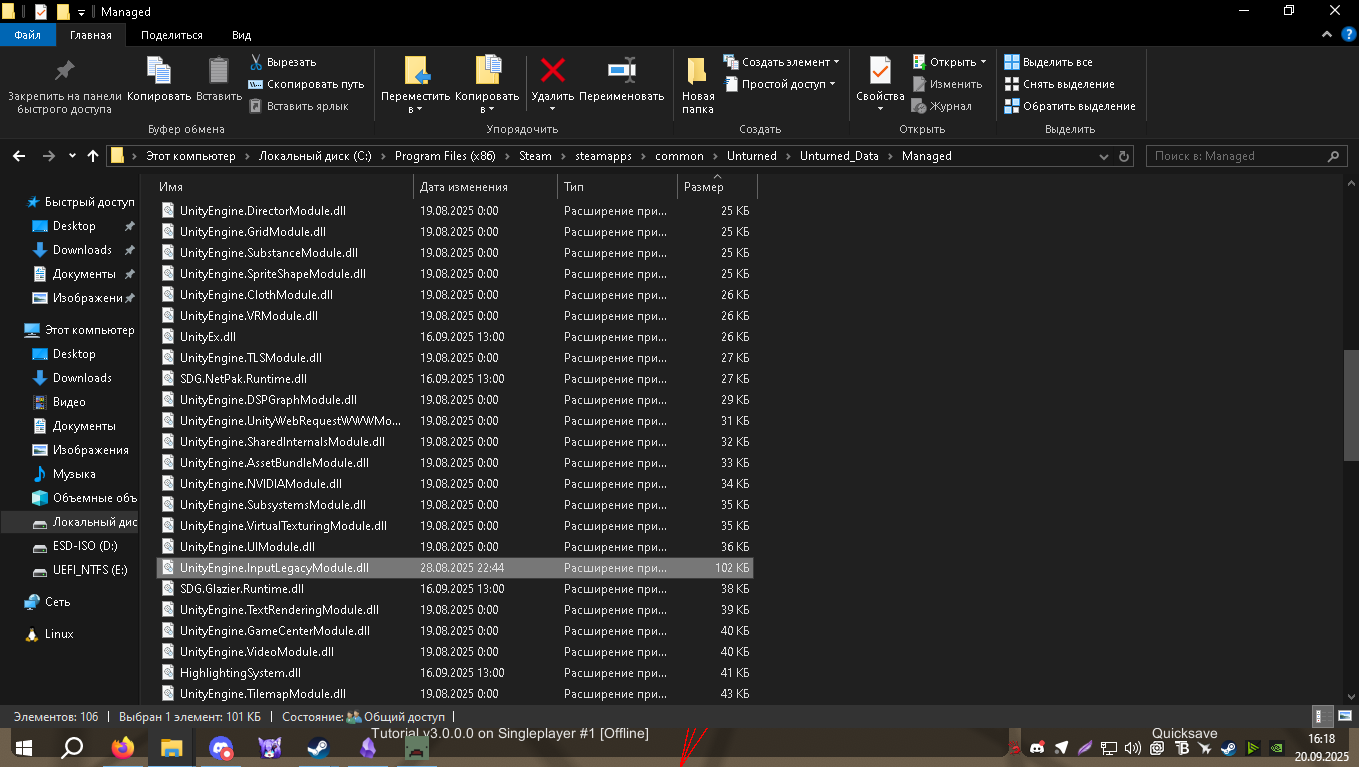 Managed
Файл Главная Поделиться Вид
Закрепить на панели быстрого доступа
Копировать
Вставить
Вырезать
Скопировать путь
Вставить ярлык
Буфер обмена
Переместить в
Копировать в
Удалить
Переименовать
Упорядочить
Новая папка
Создать элемент
Простой доступ
Создать
Свойства
Открыть
Изменить
Журнал
Открыть
Выделить все
Снять выделение
Обратить выделение
Выделить
Этот компьютер Локальный диск (C:) Program Files (x86) Steam steamapps common Unturned Unturned_Data Managed
Поиск в: Managed
Быстрый доступ
Desktop
Downloads
Документы
Изображени
Этот компьютер
Desktop
Downloads
Видео
Документы
Изображения
Музыка
Объемные объ
Локальный дис
ESD-ISO (D:)
UEFI_NTFS (E:)
Сеть
Linux
Имя Дата изменения Тип Размер
UnityEngine.DirectorModule.dll 19.08.2025 0:00 Расширение при... 25 КБ
UnityEngine.GridModule.dll 19.08.2025 0:00 Расширение при... 25 КБ
UnityEngine.SubstanceModule.dll 19.08.2025 0:00 Расширение при... 25 КБ
UnityEngine.SpriteShapeModule.dll 19.08.2025 0:00 Расширение при... 25 КБ
UnityEngine.ClothModule.dll 19.08.2025 0:00 Расширение при... 26 КБ
UnityEngine.VRModule.dll 19.08.2025 0:00 Расширение при... 26 КБ
UnityEx.dll 16.09.2025 13:00 Расширение при... 26 КБ
UnityEngine.TLSModule.dll 19.08.2025 0:00 Расширение при... 27 КБ
SDG.NetPak.Runtime.dll 16.09.2025 13:00 Расширение при... 27 КБ
UnityEngine.DSPGraphModule.dll 19.08.2025 0:00 Расширение при... 29 КБ
UnityEngine.UnityWebRequestWWWMo... 19.08.2025 0:00 Расширение при... 31 КБ
UnityEngine.SharedInternalsModule.dll 19.08.2025 0:00 Расширение при... 32 КБ
UnityEngine.AssetBundleModule.dll 19.08.2025 0:00 Расширение при... 33 КБ
UnityEngine.NVIDIAModule.dll 19.08.2025 0:00 Расширение при... 34 КБ
UnityEngine.SubsystemsModule.dll 19.08.2025 0:00 Расширение при... 35 КБ
UnityEngine.VirtualTexturingModule.dll 19.08.2025 0:00 Расширение при... 35 КБ
UnityEngine.UIModule.dll 19.08.2025 0:00 Расширение при... 36 КБ
UnityEngine.InputLegacyModule.dll 28.08.2025 22:44 Расширение при... 102 КБ
SDG.Glazier.Runtime.dll 16.09.2025 13:00 Расширение при... 38 КБ
UnityEngine.TextRenderingModule.dll 19.08.2025 0:00 Расширение при... 39 КБ
UnityEngine.GameCenterModule.dll 19.08.2025 0:00 Расширение при... 40 КБ
UnityEngine.VideoModule.dll 19.08.2025 0:00 Расширение при... 40 КБ
HighlightingSystem.dll 16.09.2025 13:00 Расширение при... 41 КБ
UnityEngine.TilemapModule.dll 19.08.2025 0:00 Расширение при... 43 КБ
Элементов: 106 Выбран 1 элемент: 101 КБ Состояние: Общий доступ
Tutorial v3.0.0.0 on Singleplayer #1 [Offline]
Quicksave
16:18
20.09.2025